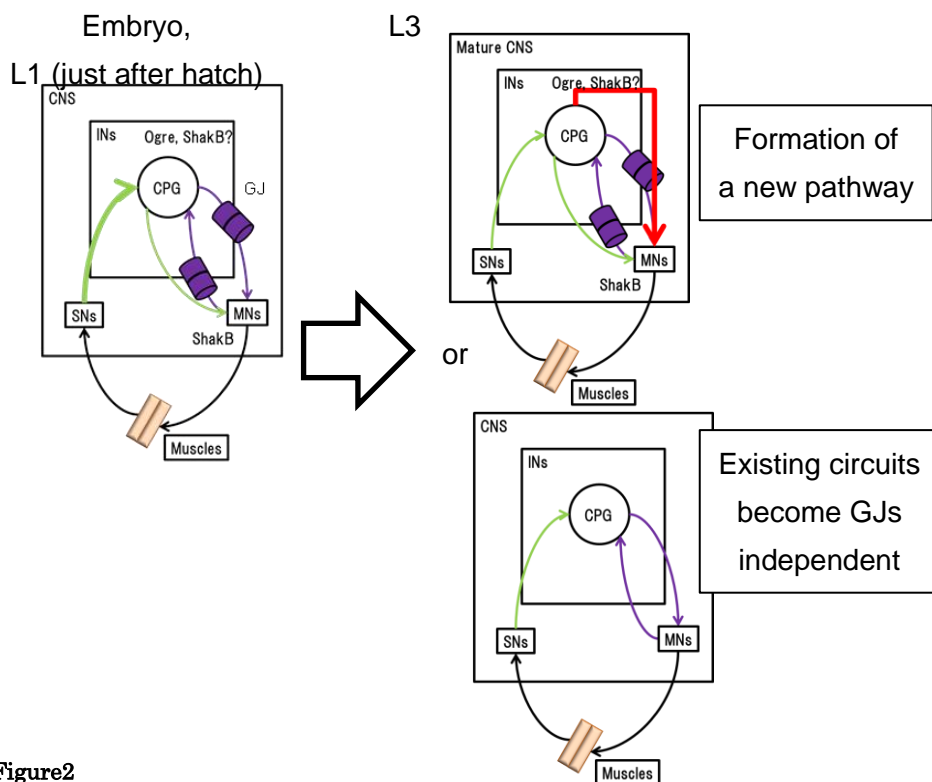 Embryo,
L1 (just after hatch)
CNS
INs
Ogre, ShakB?
CPG
GJ
SNs
MNs
ShakB
Muscles
L3
Mature CNS
INs
Ogre, ShakB?
CPG
SNs
MNs
ShakB
Muscles
Formation of
a new pathway
or
CNS
INs
CPG
SNs
MNs
Muscles
Existing circuits
become GJs
independent
Figure2